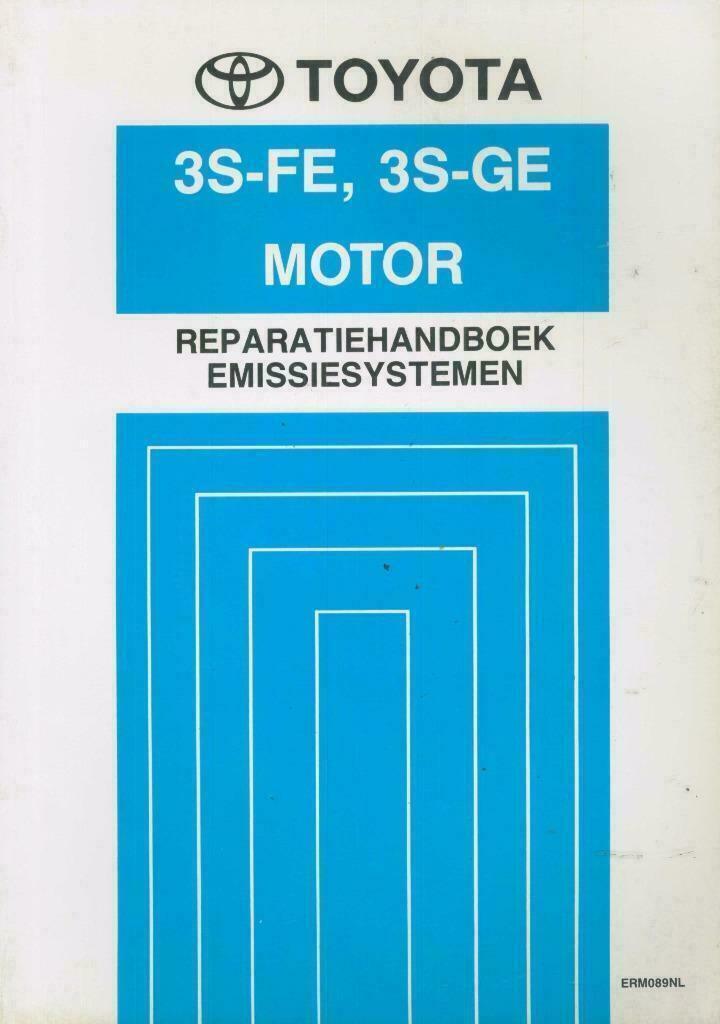 TOYOTA
3S-FE, 3S-GE
MOTOR
REPARATIEHANDBOEK
EMISSIESYSTEMEN
ERM089NL